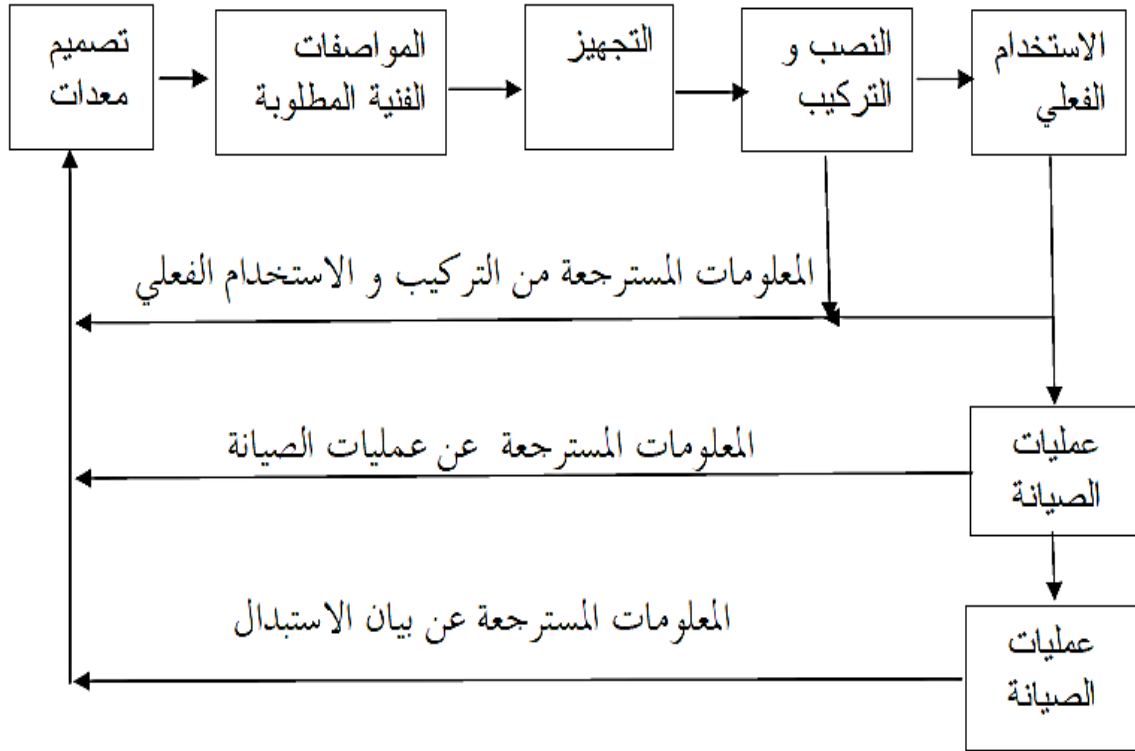 تصميم
معدات
المواصفات
الفنية المطلوبة
التجهيز
النصب و
التركيب
الاستخدام
الفعلي
المعلومات المسترجعة من التركيب و الاستخدام الفعلي
المعلومات المسترجعة عن عمليات الصيانة
عمليات
الصيانة
المعلومات المسترجعة عن بيان الاستبدال
عمليات
الصيانة